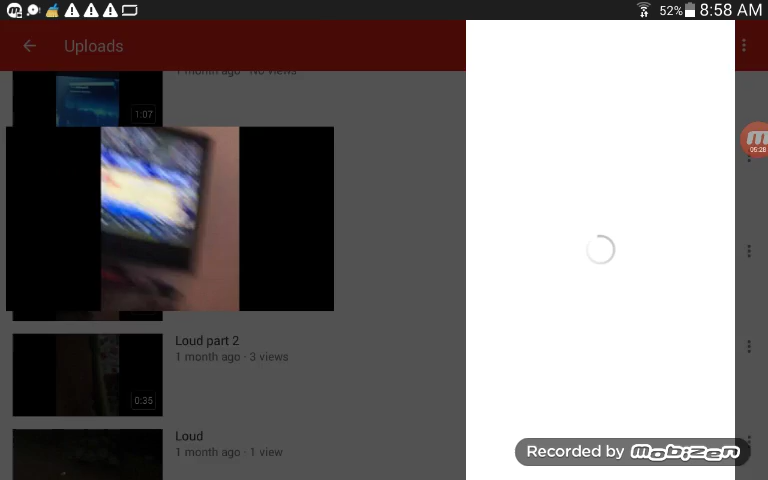 52% 8:58 AM
Uploads
1 month ago · No views
1:07
05:28
Loud part 2
1 month ago · 3 views
0:35
Loud
1 month ago · 1 view
Recorded by mobizen